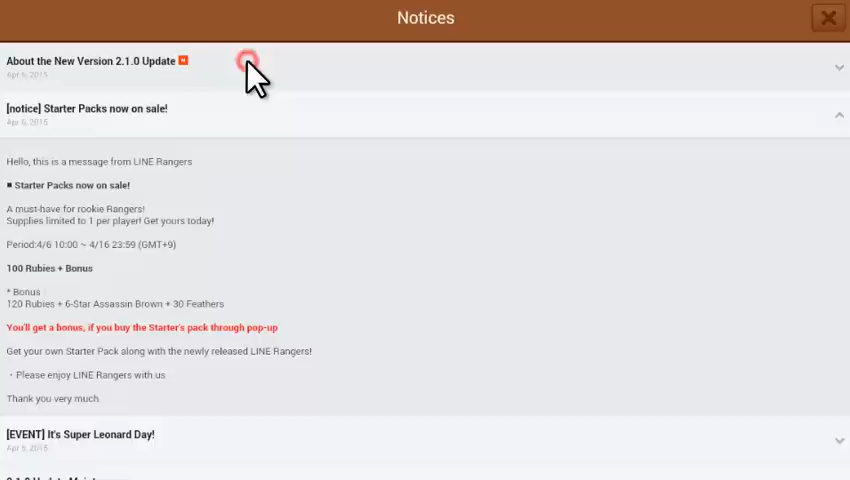 Notices
About the New Version 2.1.0 Update N
Apr 6, 2015
[notice] Starter Packs now on sale!
Apr 6, 2015
Hello, this is a message from LINE Rangers
■ Starter Packs now on sale!
A must-have for rookie Rangers!
Supplies limited to 1 per player! Get yours today!
Period:4/6 10:00 ~ 4/16 23:59 (GMT+9)
100 Rubies + Bonus
* Bonus
120 Rubies + 6-Star Assassin Brown + 30 Feathers
You'll get a bonus, if you buy the Starter's pack through pop-up
Get your own Starter Pack along with the newly released LINE Rangers!
・Please enjoy LINE Rangers with us
Thank you very much
[EVENT] It's Super Leonard Day!
Apr 6, 2015